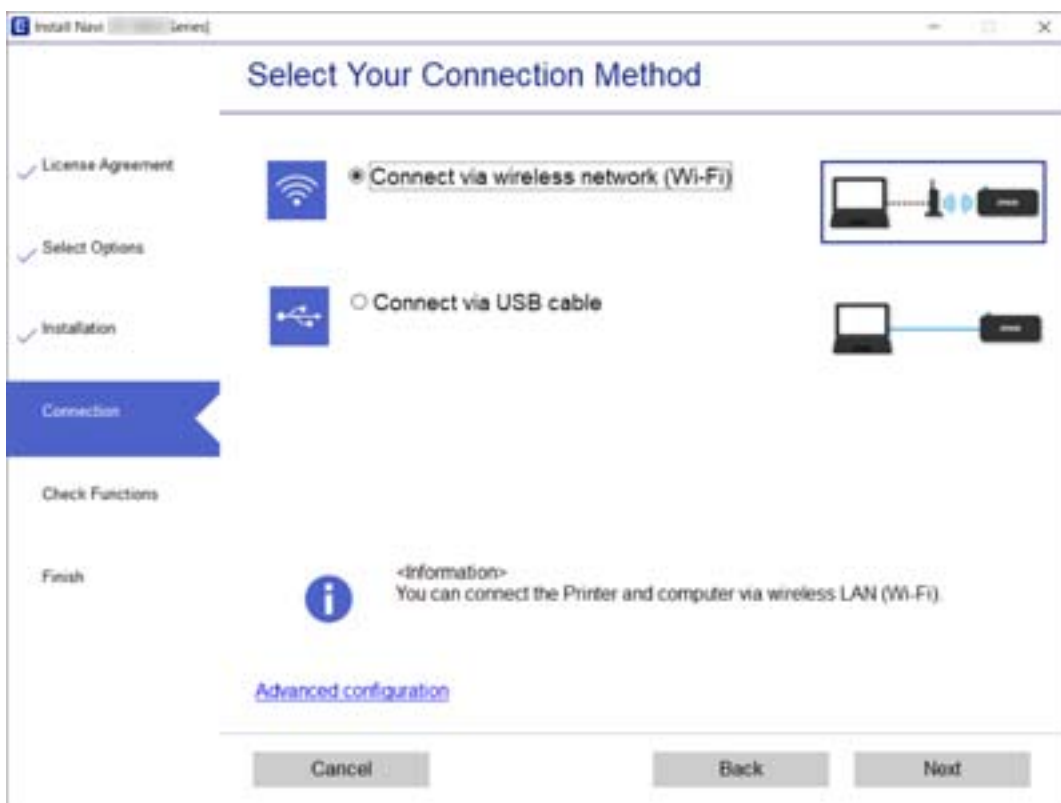 Install Navi Series]
Select Your Connection Method
License Agreement
Select Options
Installation
Connection
Check Functions
Finish
Connect via wireless network (Wi-Fi)
Connect via USB cable
<Information>
You can connect the Printer and computer via wireless LAN (Wi-Fi).
Advanced configuration
Cancel
Back
Next